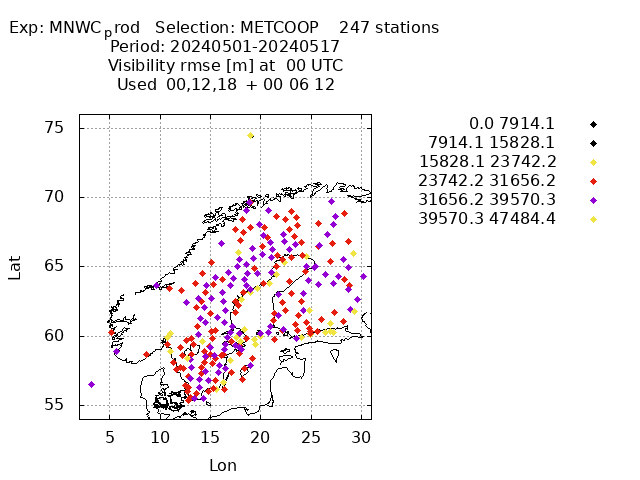 Exp: MNWCprod   Selection: METCOOP    247 stations
Period: 20240501-20240517
Visibility rmse [m] at  00 UTC
Used  00,12,18  + 00 06 12
0.0 7914.1
7914.1 15828.1
15828.1 23742.2
23742.2 31656.2
31656.2 39570.3
39570.3 47484.4
75
70
65
60
55
Lat
5 10 15 20 25 30
Lon